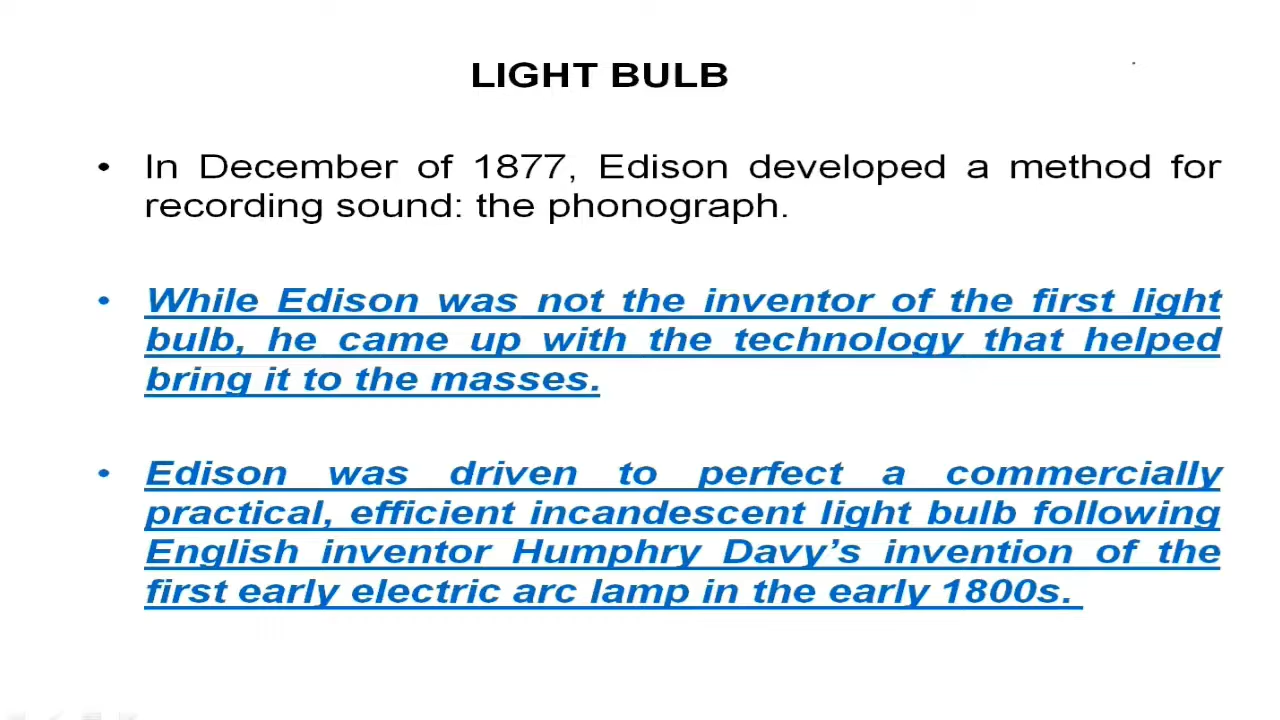 LIGHT BULB
• In December of 1877, Edison developed a method for
recording sound: the phonograph.
• While Edison was not the inventor of the first light
bulb, he came up with the technology that helped
bring it to the masses.
• Edison was driven to perfect a commercially
practical, efficient incandescent light bulb following
English inventor Humphry Davy’s invention of the
first early electric arc lamp in the early 1800s.